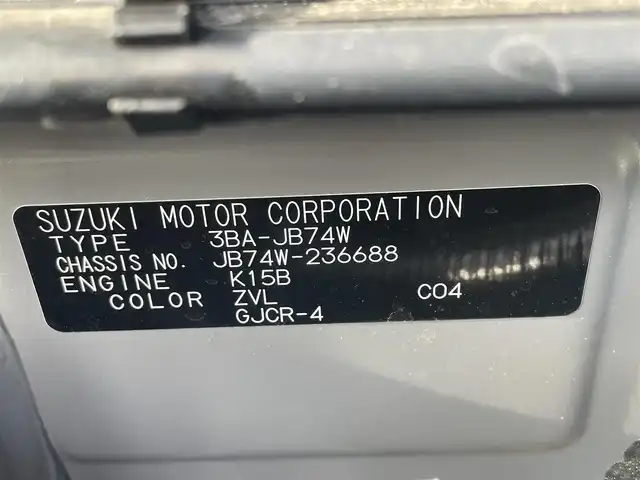 SUZUKI MOTOR CORPORATION
TYPE 3BA-JB74W
CHASSIS NO. JB74W-236688
ENGINE K15B
COLOR ZVL C04
GJCR-4